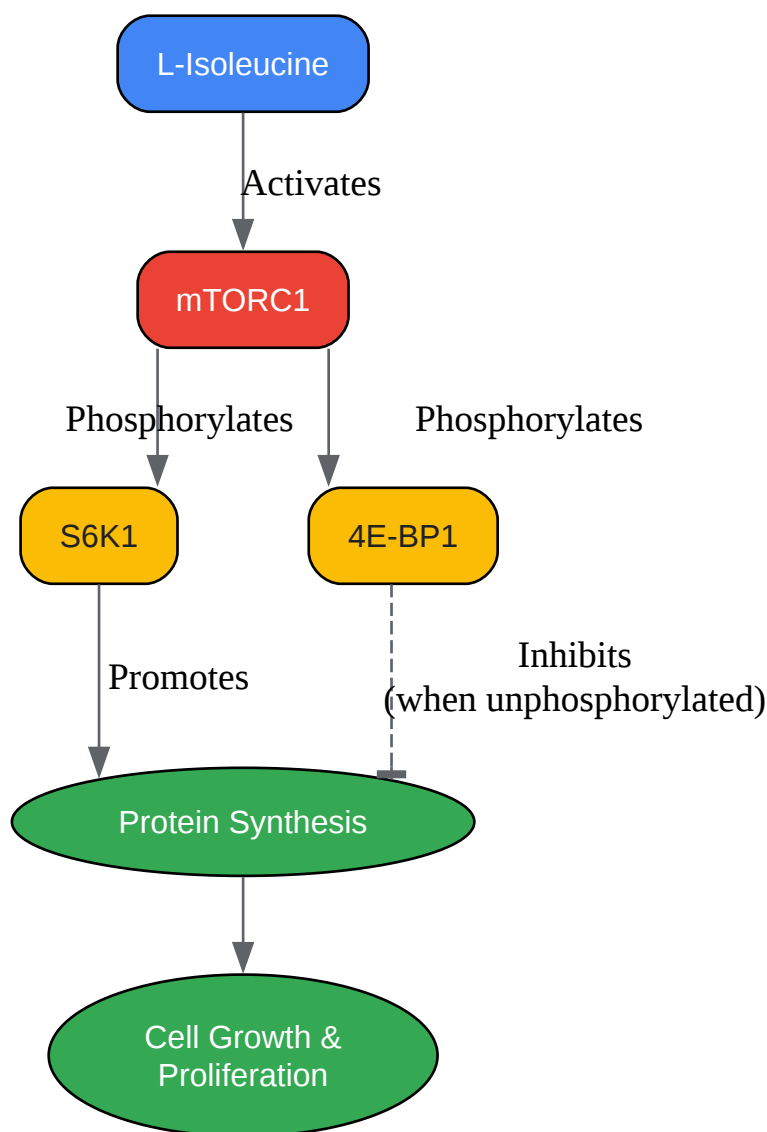 L-Isoleucine
Activates
mTORC1
Phosphorylates
Phosphorylates
S6K1
4E-BP1
Promotes
Inhibits
(when unphosphorylated)
Protein Synthesis
Cell Growth &
Proliferation